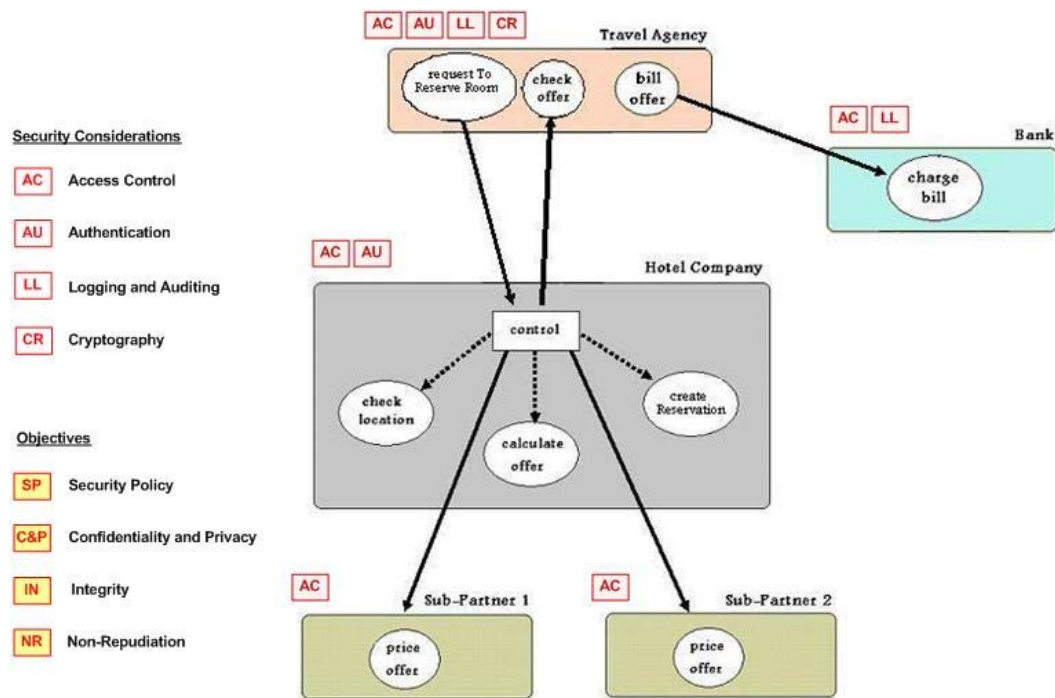 AC AU LL CR
Travel Agency
request To
Reserve Room
check
offer
bill
offer
AC LL
Bank
charge
bill
Security Considerations
AC Access Control
AU Authentication
LL Logging and Auditing
CR Cryptography
AC AU
Hotel Company
control
check
location
calculate
offer
create
Reservation
Objectives
SP Security Policy
C&P Confidentiality and Privacy
IN Integrity
NR Non-Repudiation
AC
Sub-Partner 1
price
offer
AC
Sub-Partner 2
price
offer